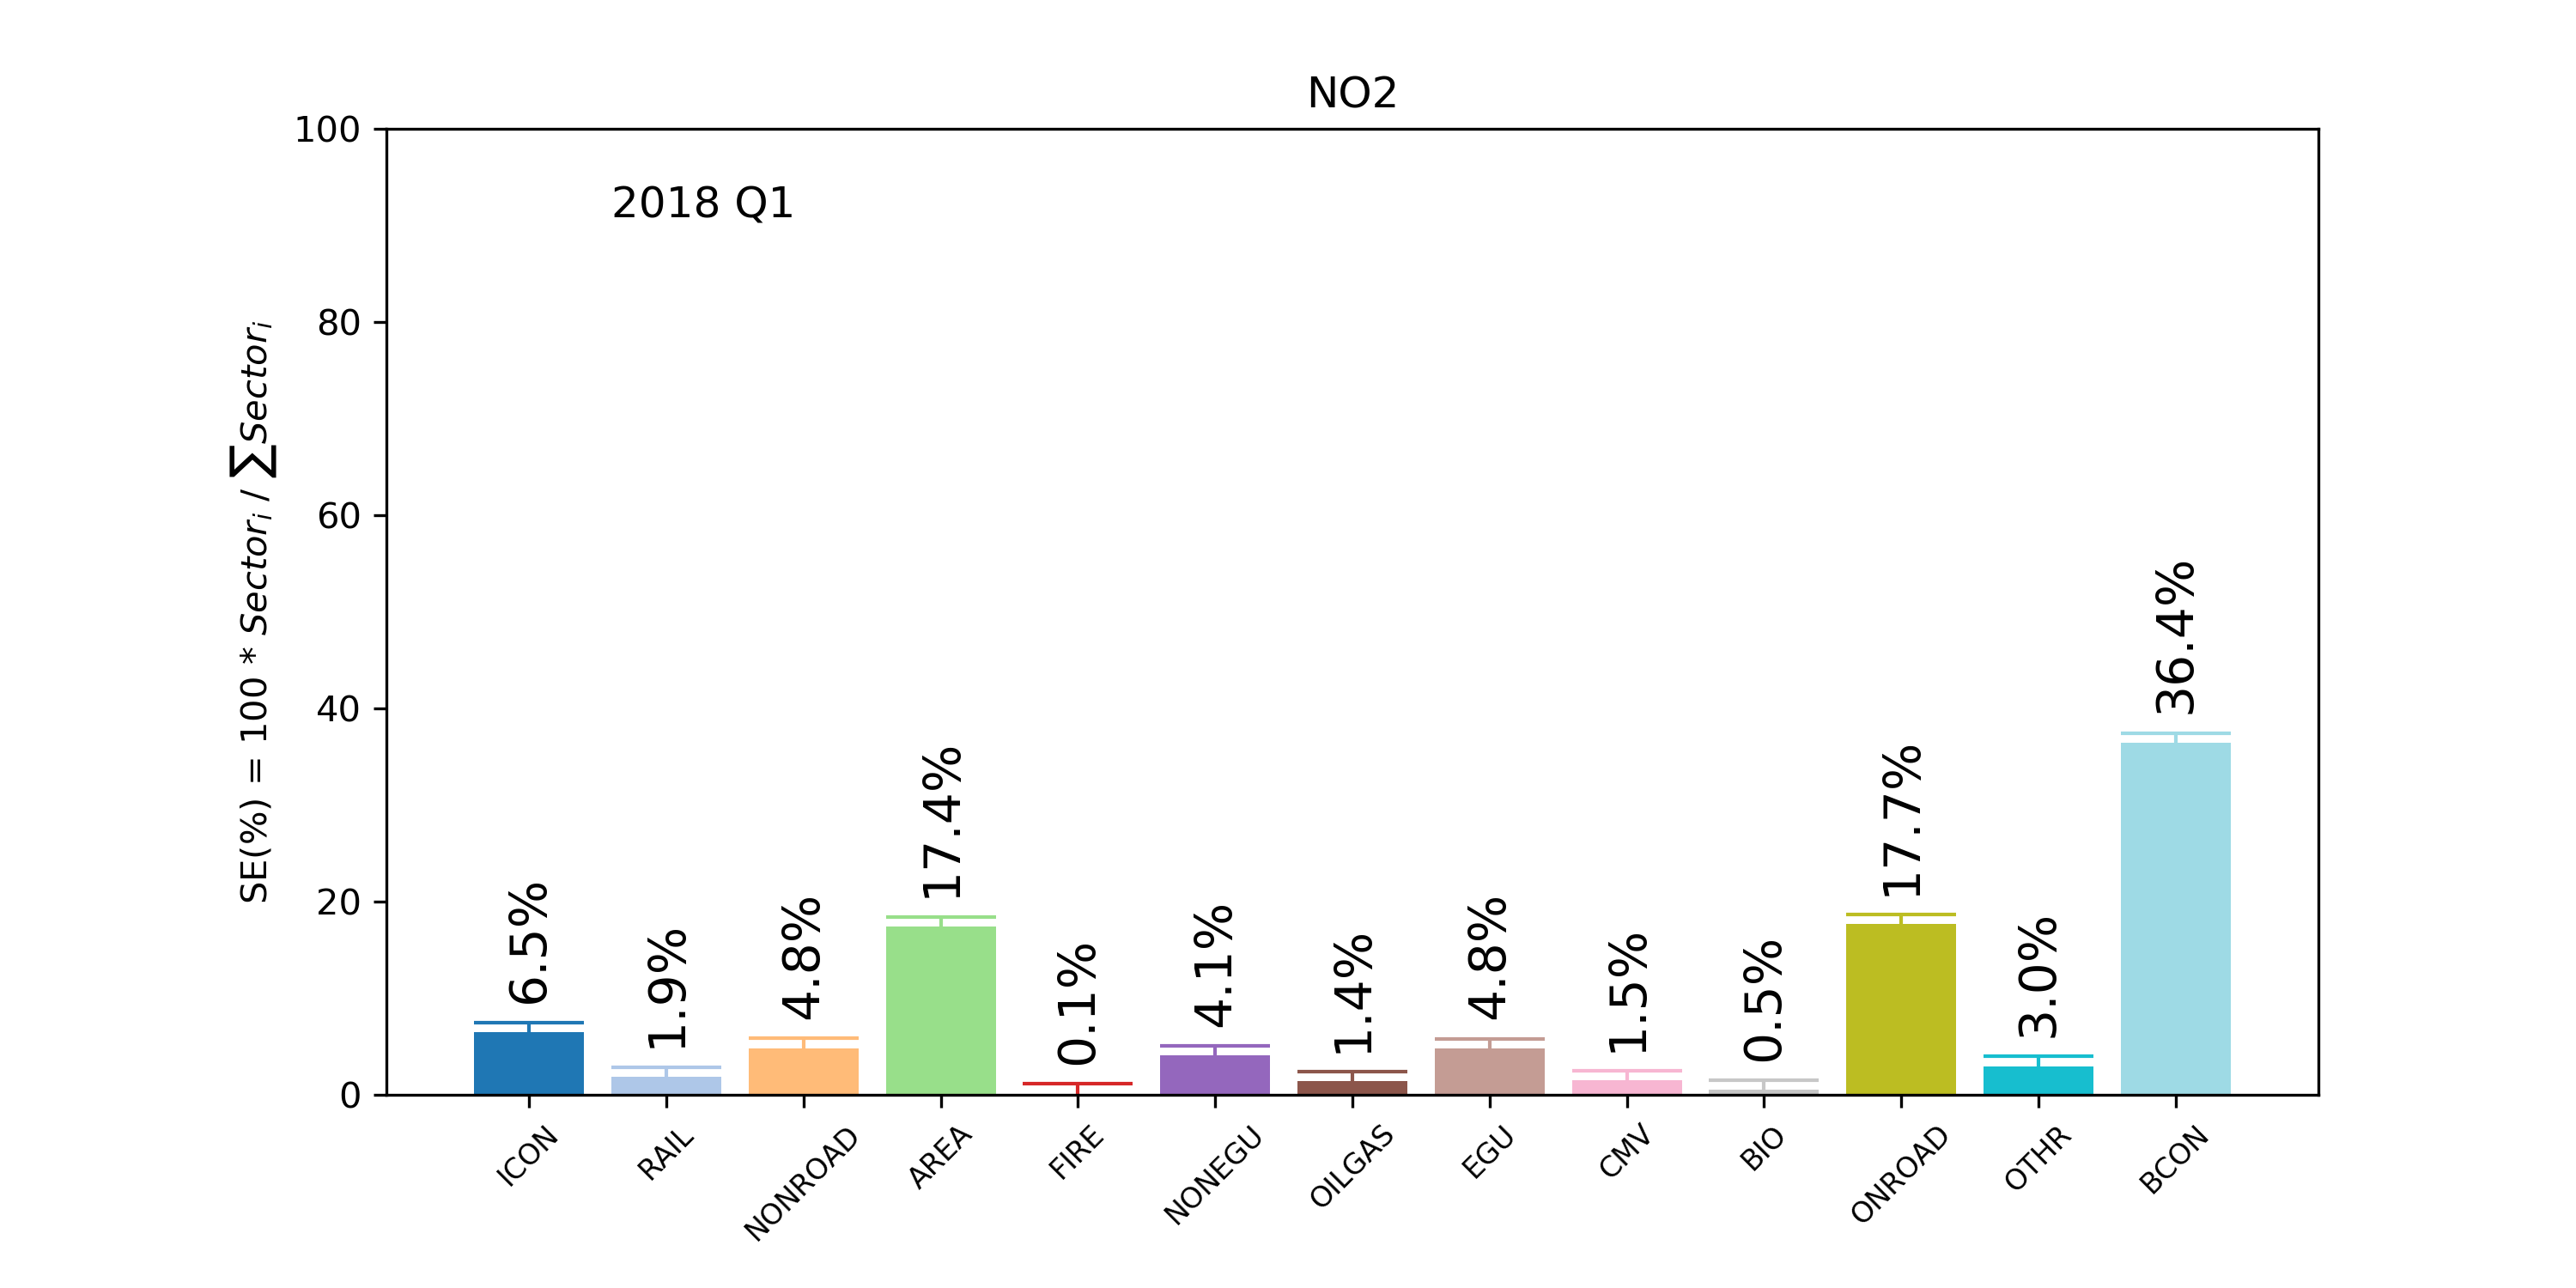 NO2
2018 Q1
SE(%) = 100 * Sector_i / ∑ Sector_i
100
80
60
40
20
0
6.5%
1.9%
4.8%
17.4%
0.1%
4.1%
1.4%
4.8%
1.5%
0.5%
17.7%
3.0%
36.4%
ICON
RAIL
NONROAD
AREA
FIRE
NONEGU
OILGAS
EGU
CMV
BIO
ONROAD
OTHR
BCON